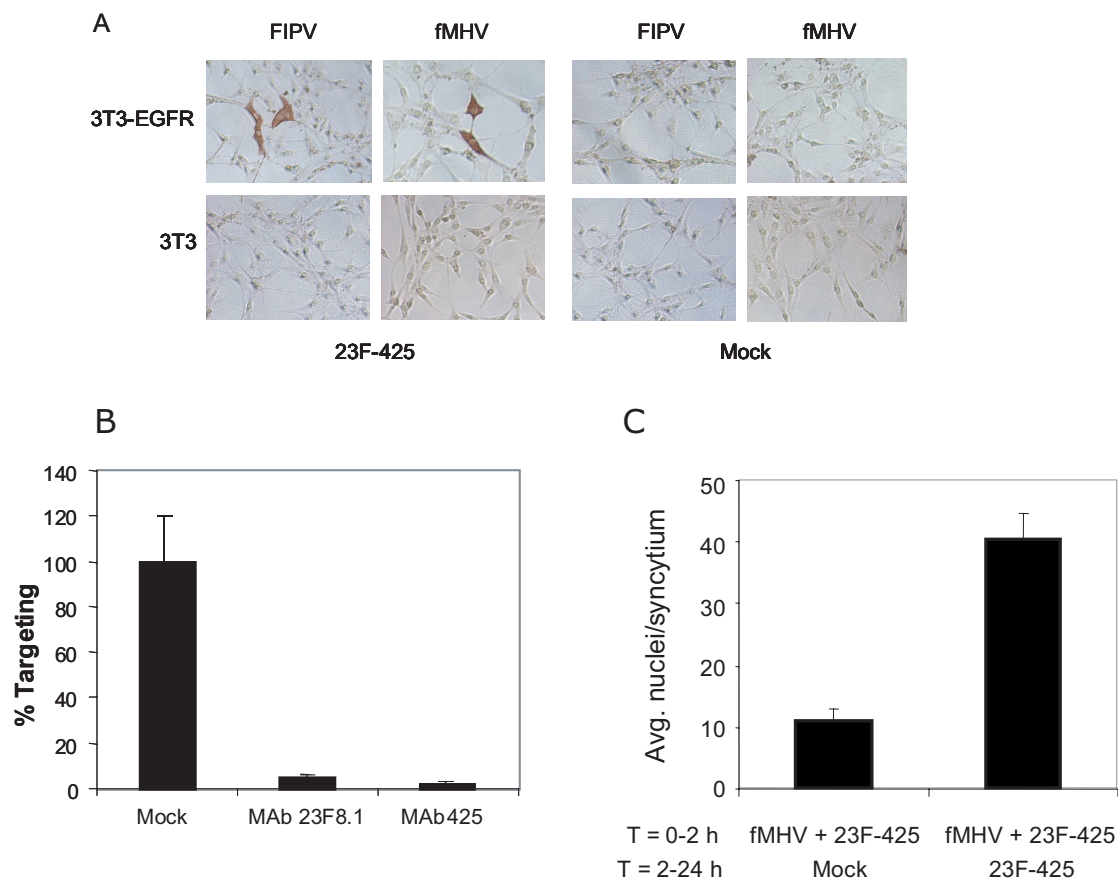 A
FIPV fMHV FIPV fMHV
3T3-EGFR
3T3
23F-425 Mock
B
140
120
100
80
60
40
20
0
% Targeting
Mock MAb 23F8.1 MAb 425
C
50
40
30
20
10
0
Avg. nuclei/syncytium
T = 0-2 h fMHV + 23F-425 fMHV + 23F-425
T = 2-24 h Mock 23F-425